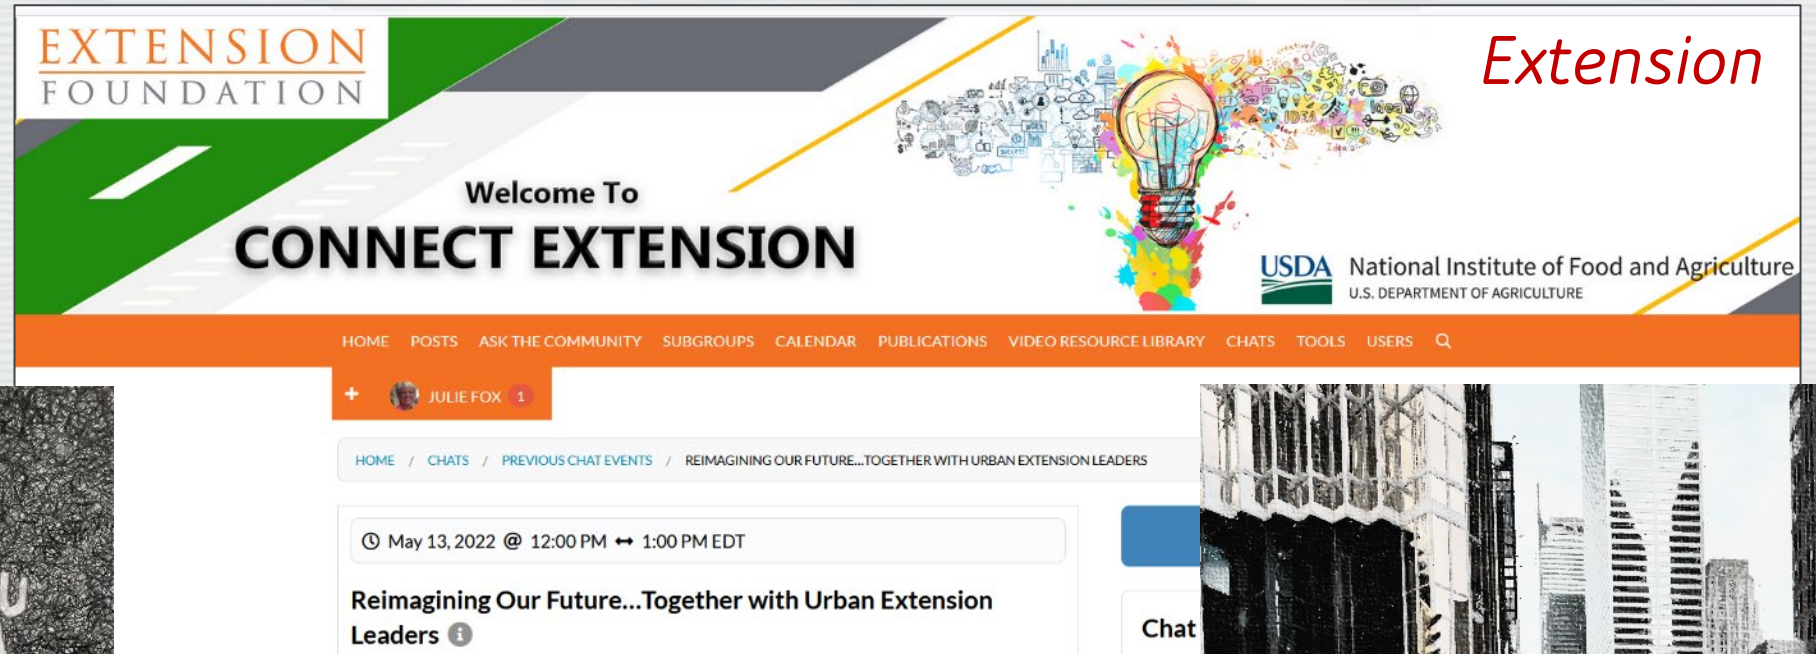 EXTENSION
FOUNDATION
Extension
Welcome To
CONNECT EXTENSION
USDA National Institute of Food and Agriculture
U.S. DEPARTMENT OF AGRICULTURE
HOME POSTS ASK THE COMMUNITY SUBGROUPS CALENDAR PUBLICATIONS VIDEO RESOURCE LIBRARY CHATS TOOLS USERS
+ JULIE FOX 1
HOME / CHATS / PREVIOUS CHAT EVENTS / REIMAGINING OUR FUTURE...TOGETHER WITH URBAN EXTENSION LEADERS
May 13, 2022 @ 12:00 PM ↔ 1:00 PM EDT
Reimagining Our Future...Together with Urban Extension
Leaders
Chat